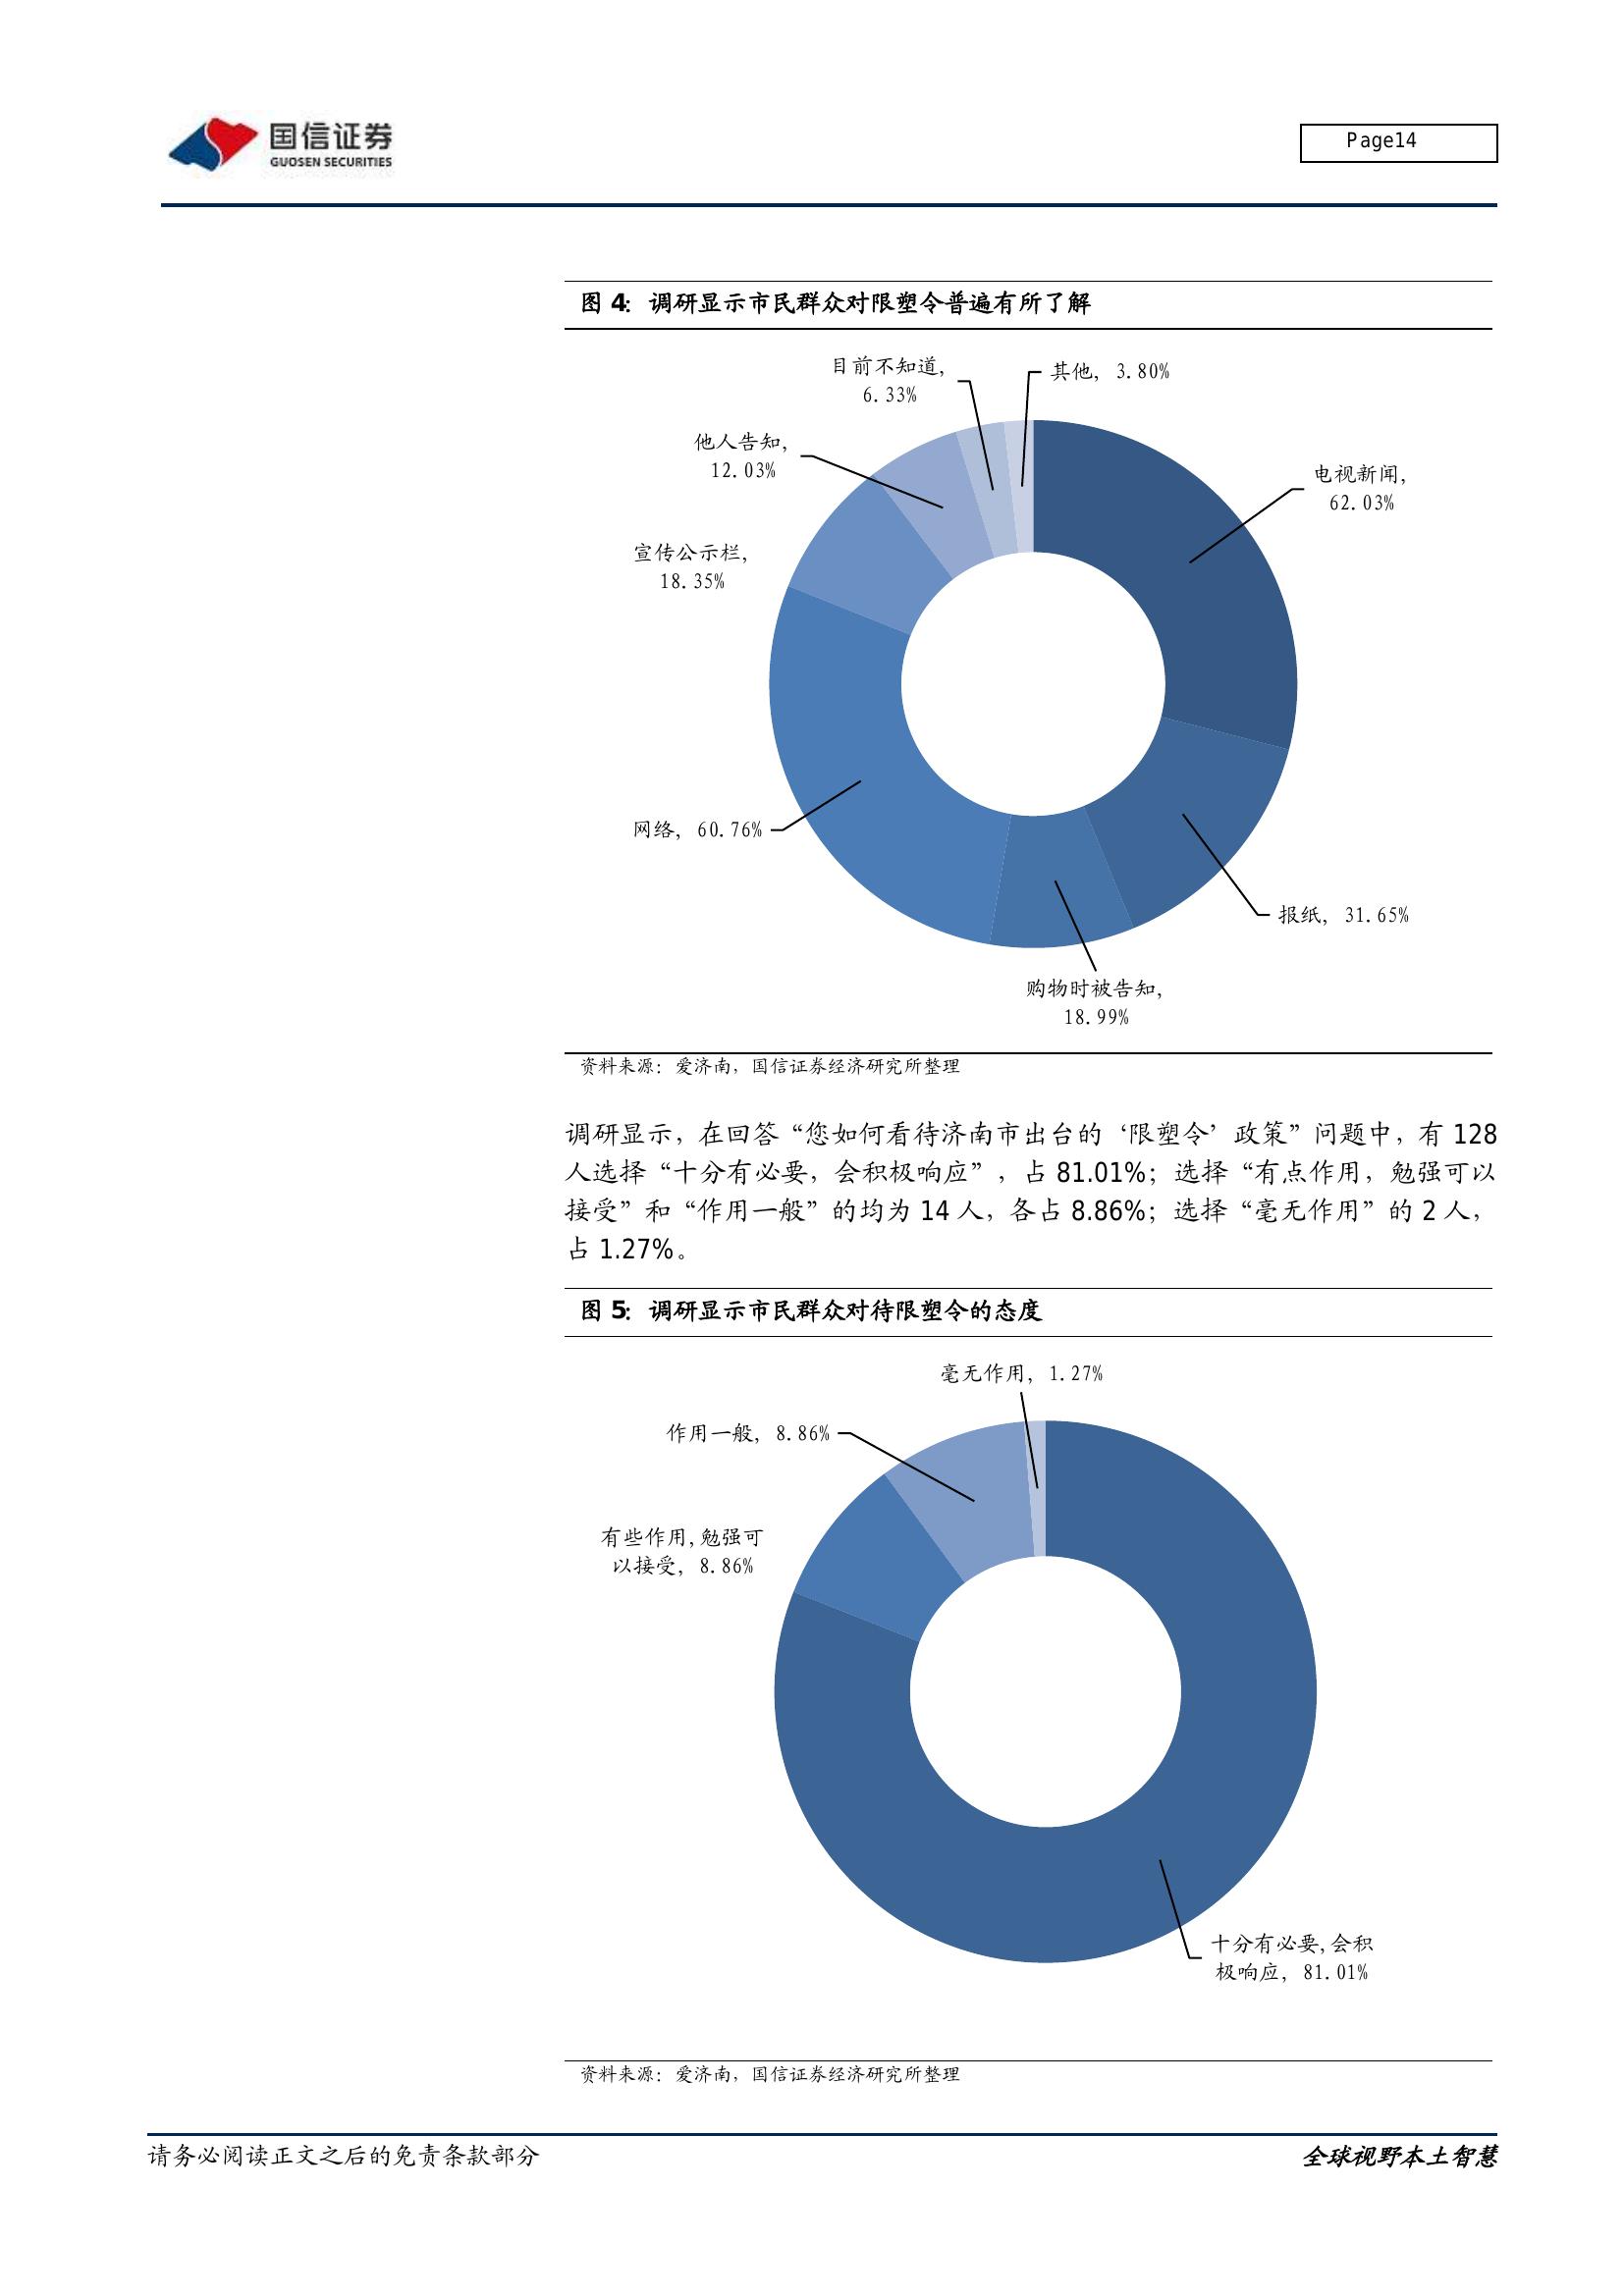 国信证券
GUOSEN SECURITIES
Page14
图 4：调研显示市民群众对限塑令普遍有所了解
目前不知道，
6.33%
其他，3.80%
他人告知，
12.03%
电视新闻，
62.03%
宣传公示栏，
18.35%
网络，60.76%
报纸，31.65%
购物时被告知，
18.99%
资料来源：爱济南，国信证券经济研究所整理
调研显示，在回答“您如何看待济南市出台的‘限塑令’政策”问题中，有 128
人选择“十分有必要，会积极响应”，占 81.01%；选择“有点作用，勉强可以
接受”和“作用一般”的均为 14 人，各占 8.86%；选择“毫无作用”的 2 人，
占 1.27%。
图 5：调研显示市民群众对待限塑令的态度
毫无作用，1.27%
作用一般，8.86%
有些作用,勉强可
以接受，8.86%
十分有必要,会积
极响应，81.01%
资料来源：爱济南，国信证券经济研究所整理
请务必阅读正文之后的免责条款部分
全球视野本土智慧